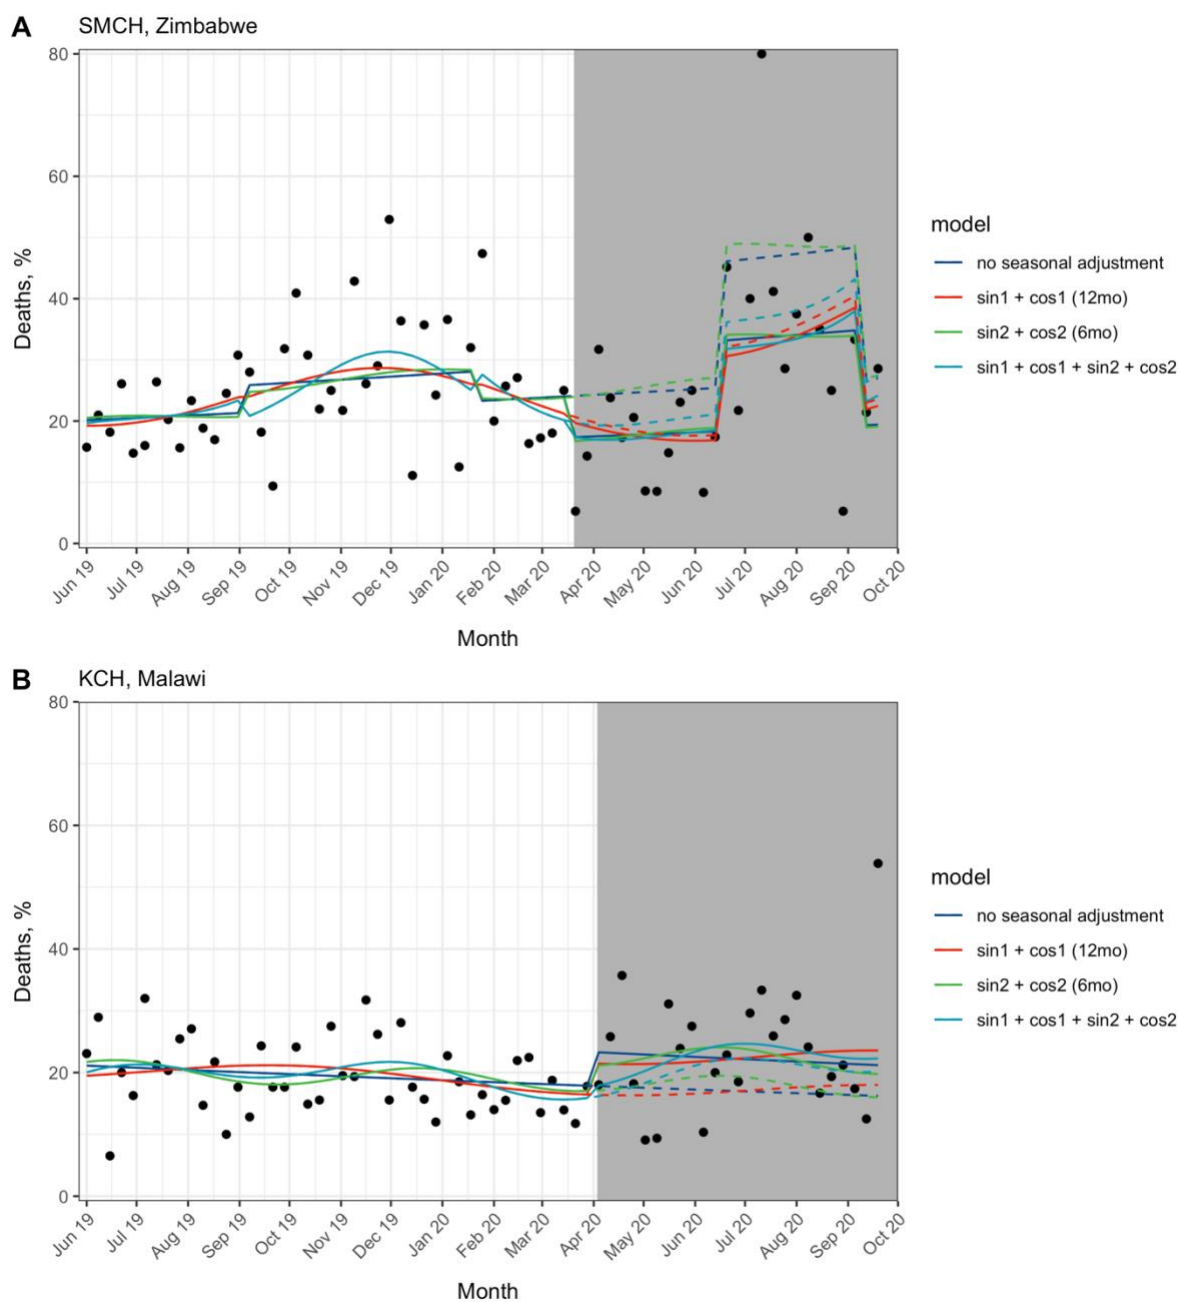 A
SMCH, Zimbabwe
80
60
40
20
0
Deaths, %
Jun 19
Jul 19
Aug 19
Sep 19
Oct 19
Nov 19
Dec 19
Jan 20
Feb 20
Mar 20
Apr 20
May 20
Jun 20
Jul 20
Aug 20
Sep 20
Oct 20
Month
model
no seasonal adjustment
sin1 + cos1 (12mo)
sin2 + cos2 (6mo)
sin1 + cos1 + sin2 + cos2
B
KCH, Malawi
80
60
40
20
0
Deaths, %
Jun 19
Jul 19
Aug 19
Sep 19
Oct 19
Nov 19
Dec 19
Jan 20
Feb 20
Mar 20
Apr 20
May 20
Jun 20
Jul 20
Aug 20
Sep 20
Oct 20
Month
model
no seasonal adjustment
sin1 + cos1 (12mo)
sin2 + cos2 (6mo)
sin1 + cos1 + sin2 + cos2